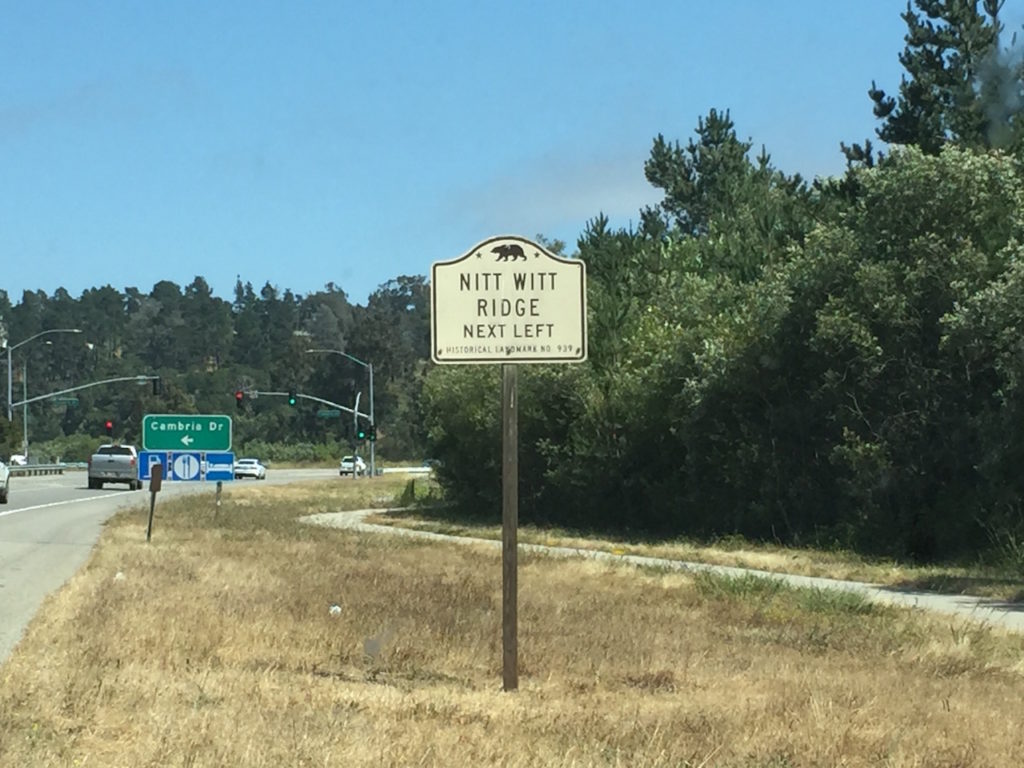 NITT WITT
RIDGE
NEXT LEFT
HISTORICAL LANDMARK NO. 939
Cambria Dr